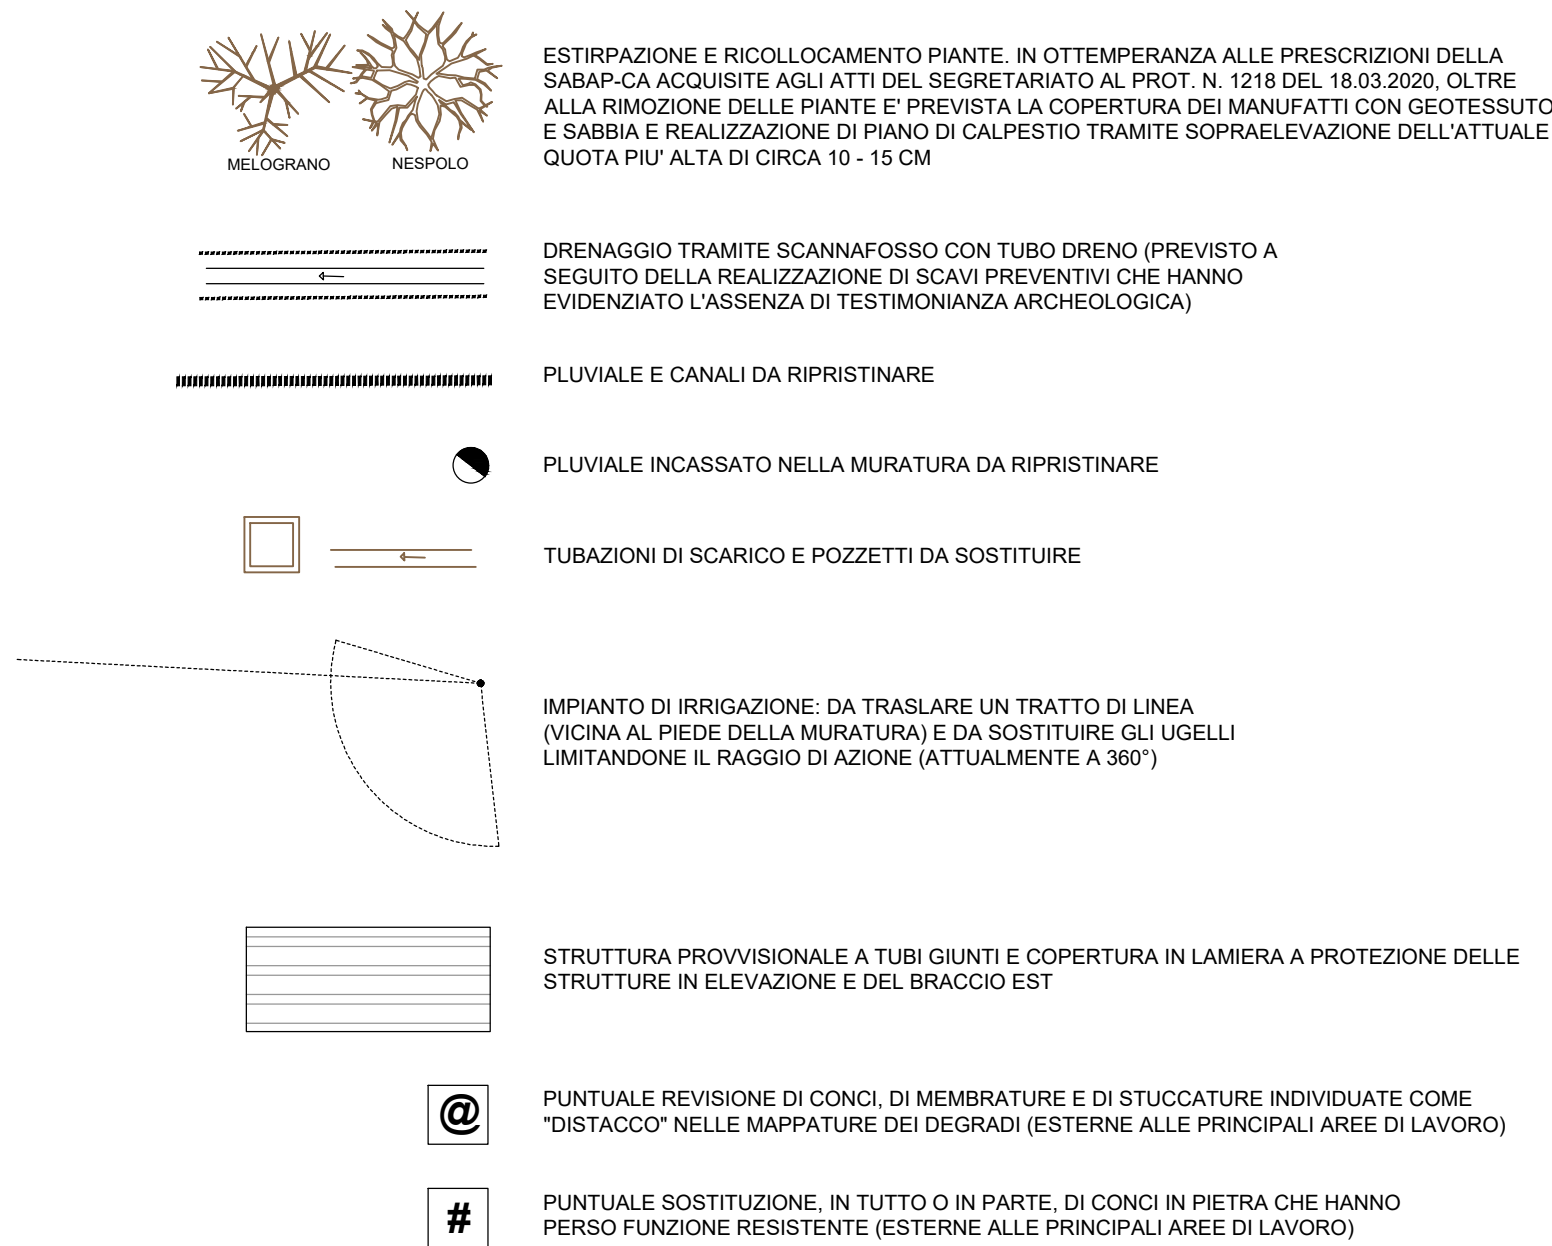 MELOGRANO
NESPOLO
ESTIRPAZIONE E RICOLLOCAMENTO PIANTE. IN OTTEMPERANZA ALLE PRESCRIZIONI DELLA
SABAP-CA ACQUISITE AGLI ATTI DEL SEGRETARIATO AL PROT. N. 1218 DEL 18.03.2020, OLTRE
ALLA RIMOZIONE DELLE PIANTE E' PREVISTA LA COPERTURA DEI MANUFATTI CON GEOTESSUTO
E SABBIA E REALIZZAZIONE DI PIANO DI CALPESTIO TRAMITE SOPRAELEVAZIONE DELL'ATTUALE
QUOTA PIU' ALTA DI CIRCA 10 - 15 CM
DRENAGGIO TRAMITE SCANNAFOSSO CON TUBO DRENO (PREVISTO A
SEGUITO DELLA REALIZZAZIONE DI SCAVI PREVENTIVI CHE HANNO
EVIDENZIATO L'ASSENZA DI TESTIMONIANZA ARCHEOLOGICA)
PLUVIALE E CANALI DA RIPRISTINARE
PLUVIALE INCASSATO NELLA MURATURA DA RIPRISTINARE
TUBAZIONI DI SCARICO E POZZETTI DA SOSTITUIRE
IMPIANTO DI IRRIGAZIONE: DA TRASLARE UN TRATTO DI LINEA
(VICINA AL PIEDE DELLA MURATURA) E DA SOSTITUIRE GLI UGELLI
LIMITANDONE IL RAGGIO DI AZIONE (ATTUALMENTE A 360°)
STRUTTURA PROVVISIONALE A TUBI GIUNTI E COPERTURA IN LAMIERA A PROTEZIONE DELLE
STRUTTURE IN ELEVAZIONE E DEL BRACCIO EST
@
PUNTUALE REVISIONE DI CONCI, DI MEMBRATURE E DI STUCCATURE INDIVIDUATE COME
"DISTACCO" NELLE MAPPATURE DEI DEGRADI (ESTERNE ALLE PRINCIPALI AREE DI LAVORO)
#
PUNTUALE SOSTITUZIONE, IN TUTTO O IN PARTE, DI CONCI IN PIETRA CHE HANNO
PERSO FUNZIONE RESISTENTE (ESTERNE ALLE PRINCIPALI AREE DI LAVORO)